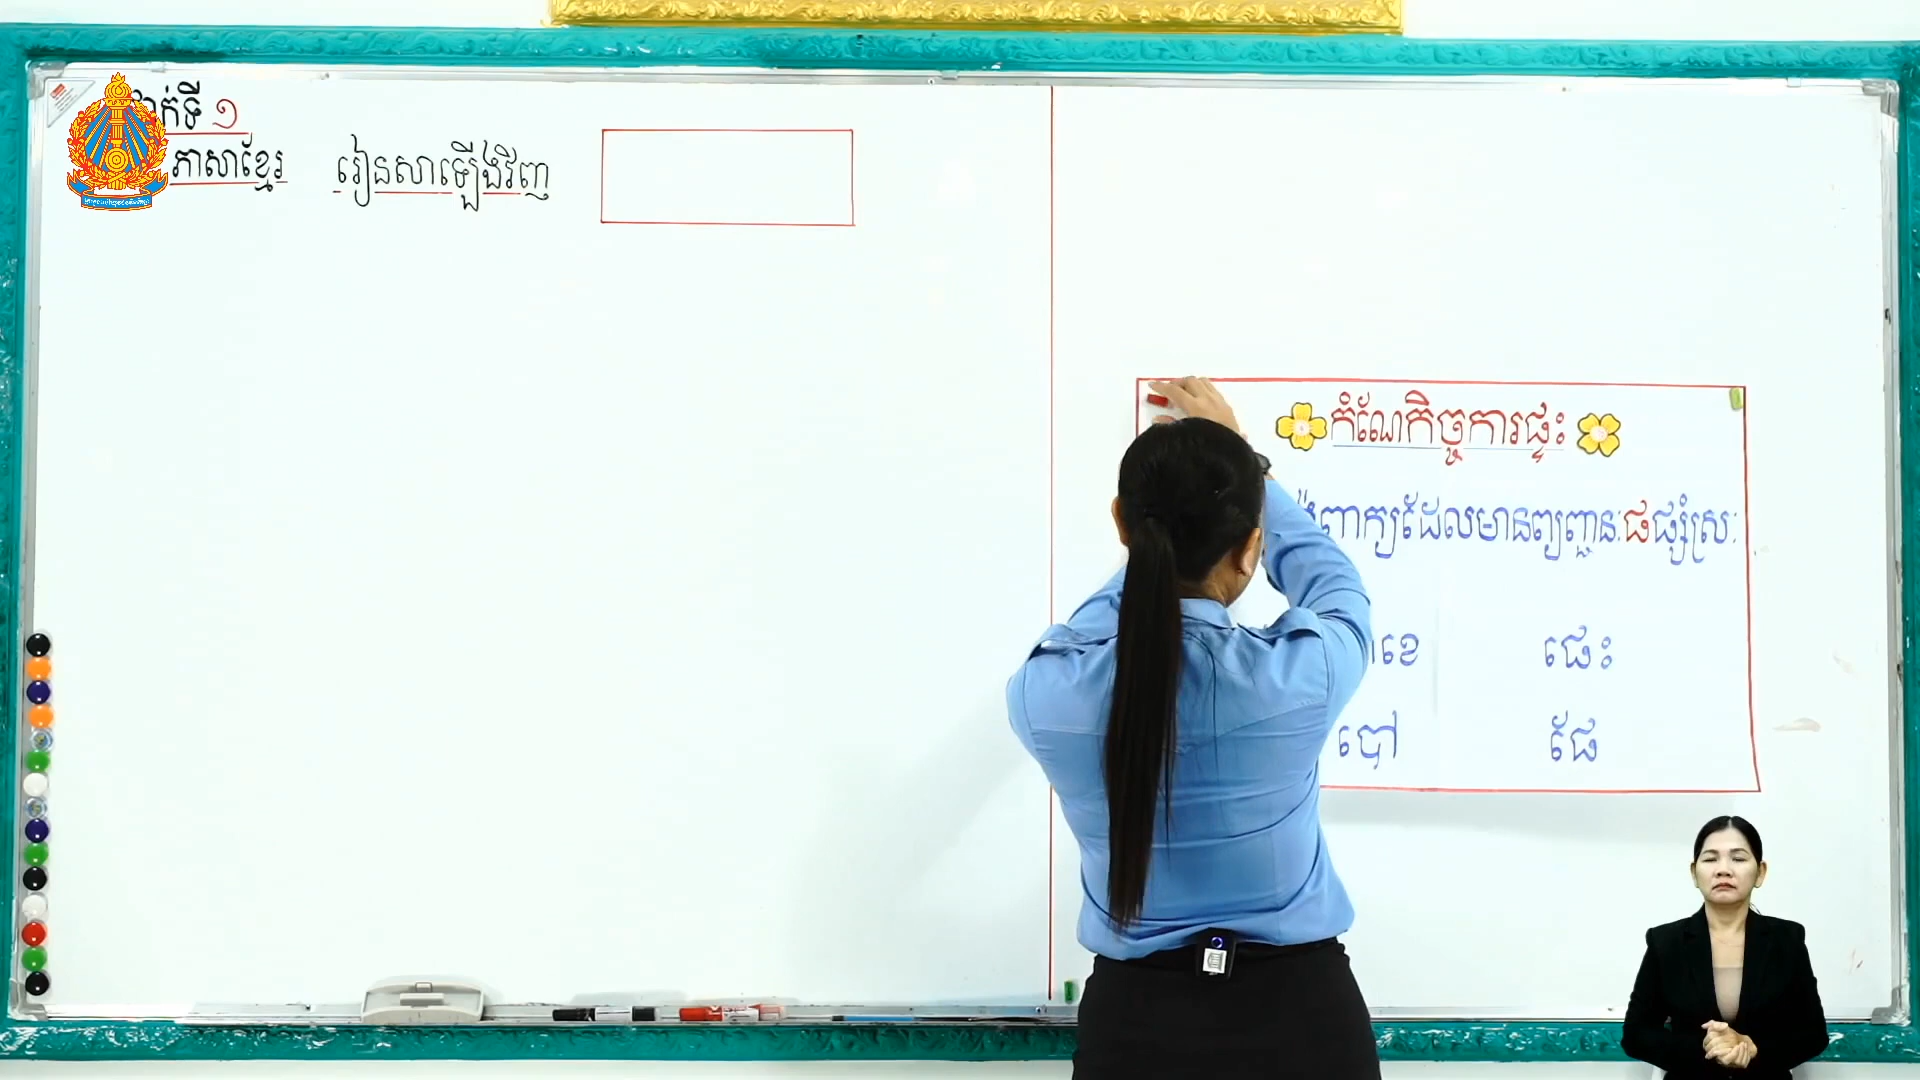 ថ្នាក់ទី ១
ភាសាខ្មែរ
រៀនសាឡើងវិញ
កំណែកិច្ចការផ្ទះ
ពាក្យដែលមានព្យញ្ជនៈ ផ ផ្សំស្រៈ
ខេ
ផេះ
បៅ
ផែ